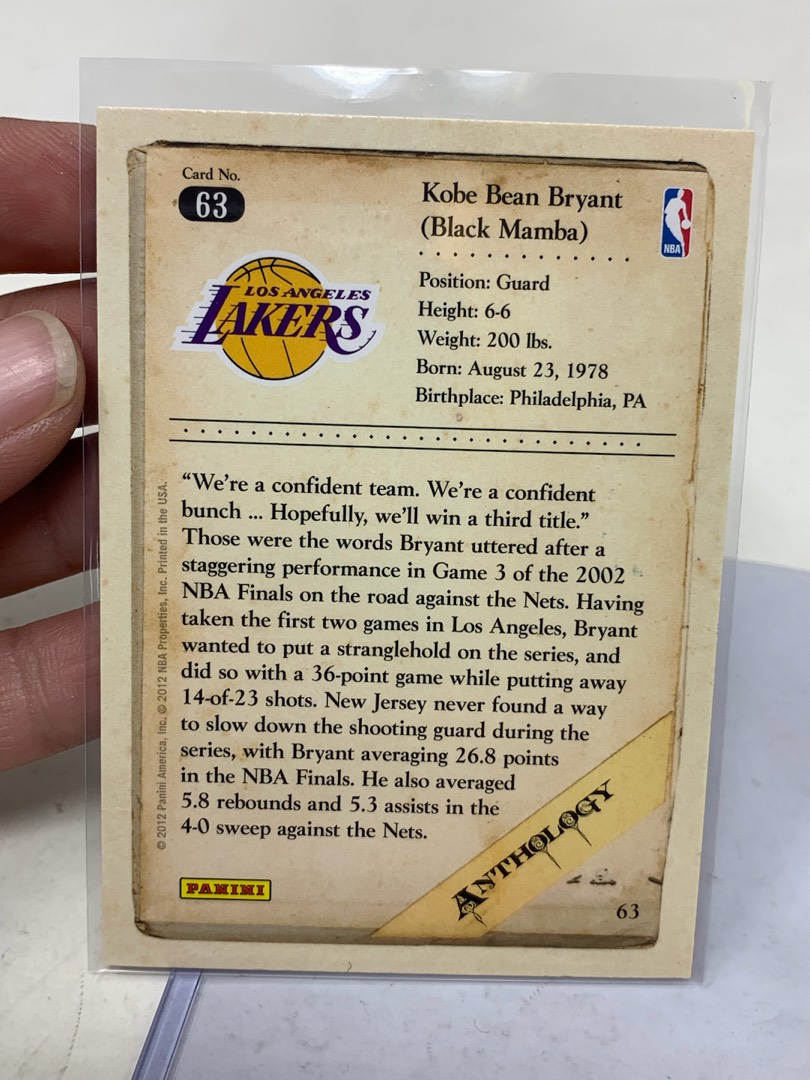 Card No.
63
Kobe Bean Bryant
(Black Mamba)
NBA
LOS ANGELES
LAKERS
Position: Guard
Height: 6-6
Weight: 200 lbs.
Born: August 23, 1978
Birthplace: Philadelphia, PA
“We’re a confident team. We’re a confident
bunch ... Hopefully, we’ll win a third title.”
Those were the words Bryant uttered after a
staggering performance in Game 3 of the 2002
NBA Finals on the road against the Nets. Having
taken the first two games in Los Angeles, Bryant
wanted to put a stranglehold on the series, and
did so with a 36-point game while putting away
14-of-23 shots. New Jersey never found a way
to slow down the shooting guard during the
series, with Bryant averaging 26.8 points
in the NBA Finals. He also averaged
5.8 rebounds and 5.3 assists in the
4-0 sweep against the Nets.
© 2012 Panini America, Inc. © 2012 NBA Properties, Inc. Printed in the USA.
PANINI
ANTHOLOGY
63